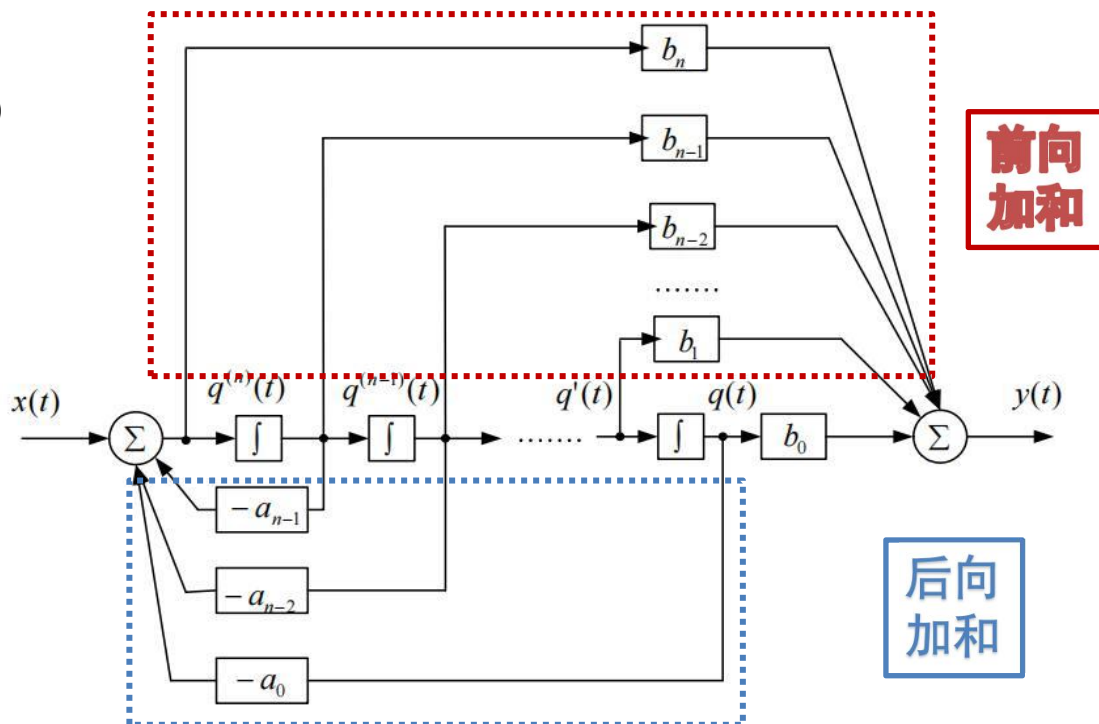 )
b_n
b_{n-1}
前向
加和
b_{n-2}
.......
b_1
x(t)
q^{(n)}(t)
q^{(n-1)}(t)
q'(t)
q(t)
y(t)
Σ
∫
∫
.......
∫
b_0
Σ
-a_{n-1}
后向
加和
-a_{n-2}
-a_0